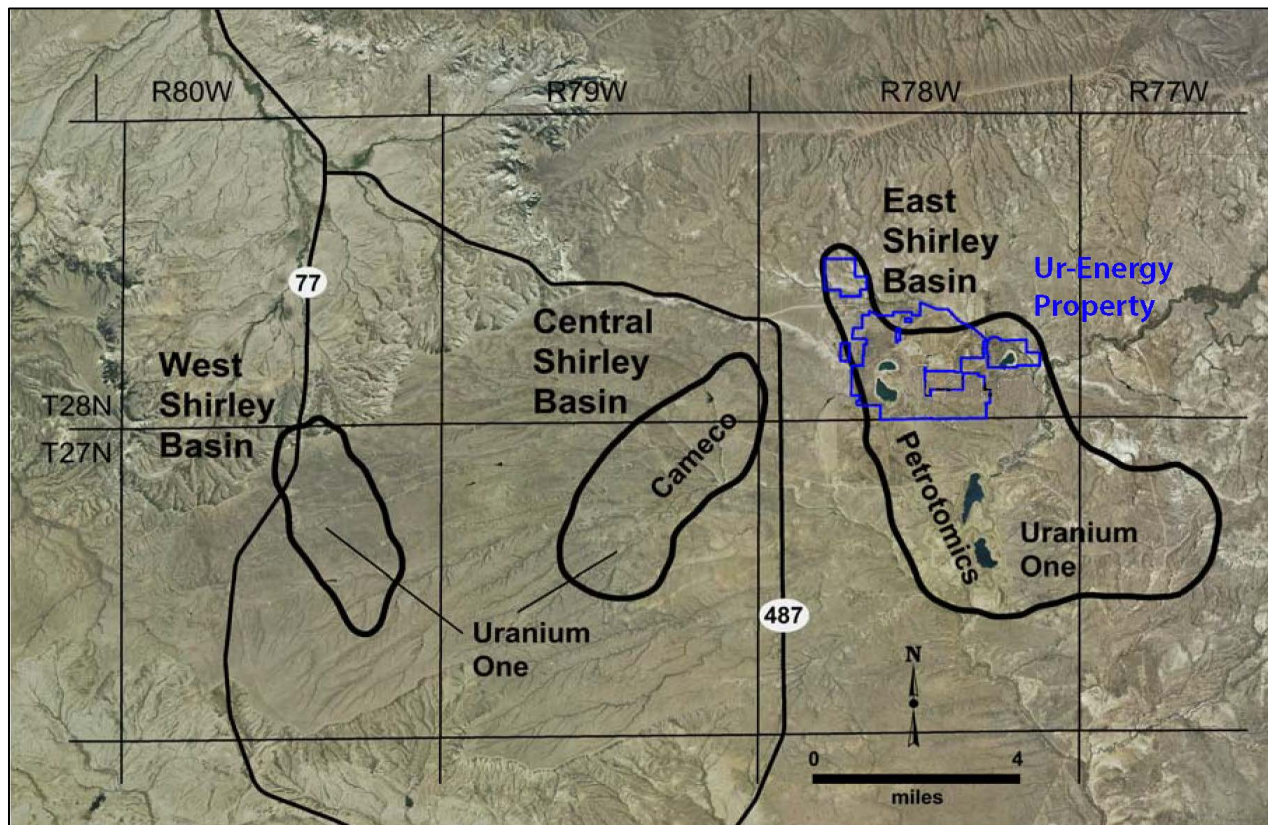 R80W
R79W
R78W
R77W
East
Shirley
Basin
Ur-Energy
Property
77
Central
Shirley
Basin
West
Shirley
Basin
T28N
T27N
Cameco
Petrotomics
Uranium
One
487
Uranium
One
N
0
4
miles